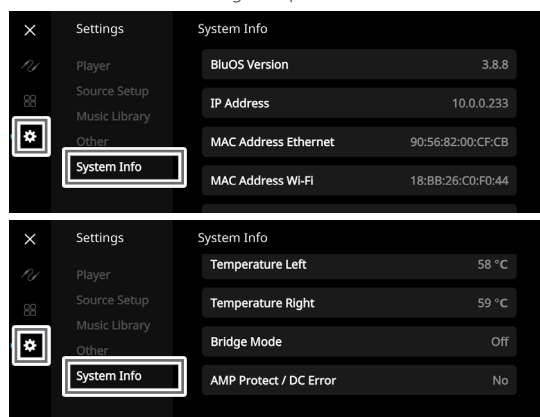 Settings
System Info
Player
Source Setup
Music Library
Other
System Info
BluOS Version 3.8.8
IP Address 10.0.0.233
MAC Address Ethernet 90:56:82:00:CF:CB
MAC Address Wi-Fi 18:BB:26:C0:F0:44
Settings
System Info
Player
Source Setup
Music Library
Other
System Info
Temperature Left 58 °C
Temperature Right 59 °C
Bridge Mode Off
AMP Protect / DC Error No